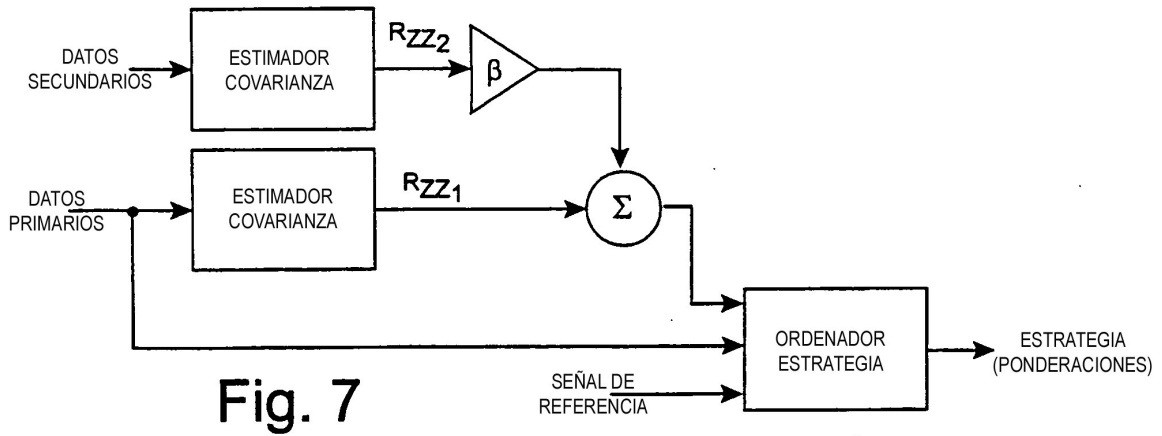 DATOS
SECUNDARIOS
ESTIMADOR
COVARIANZA
RZZ2
β
DATOS
PRIMARIOS
ESTIMADOR
COVARIANZA
RZZ1
Σ
ORDENADOR
ESTRATEGIA
ESTRATEGIA
(PONDERACIONES)
SEÑAL DE
REFERENCIA
Fig. 7